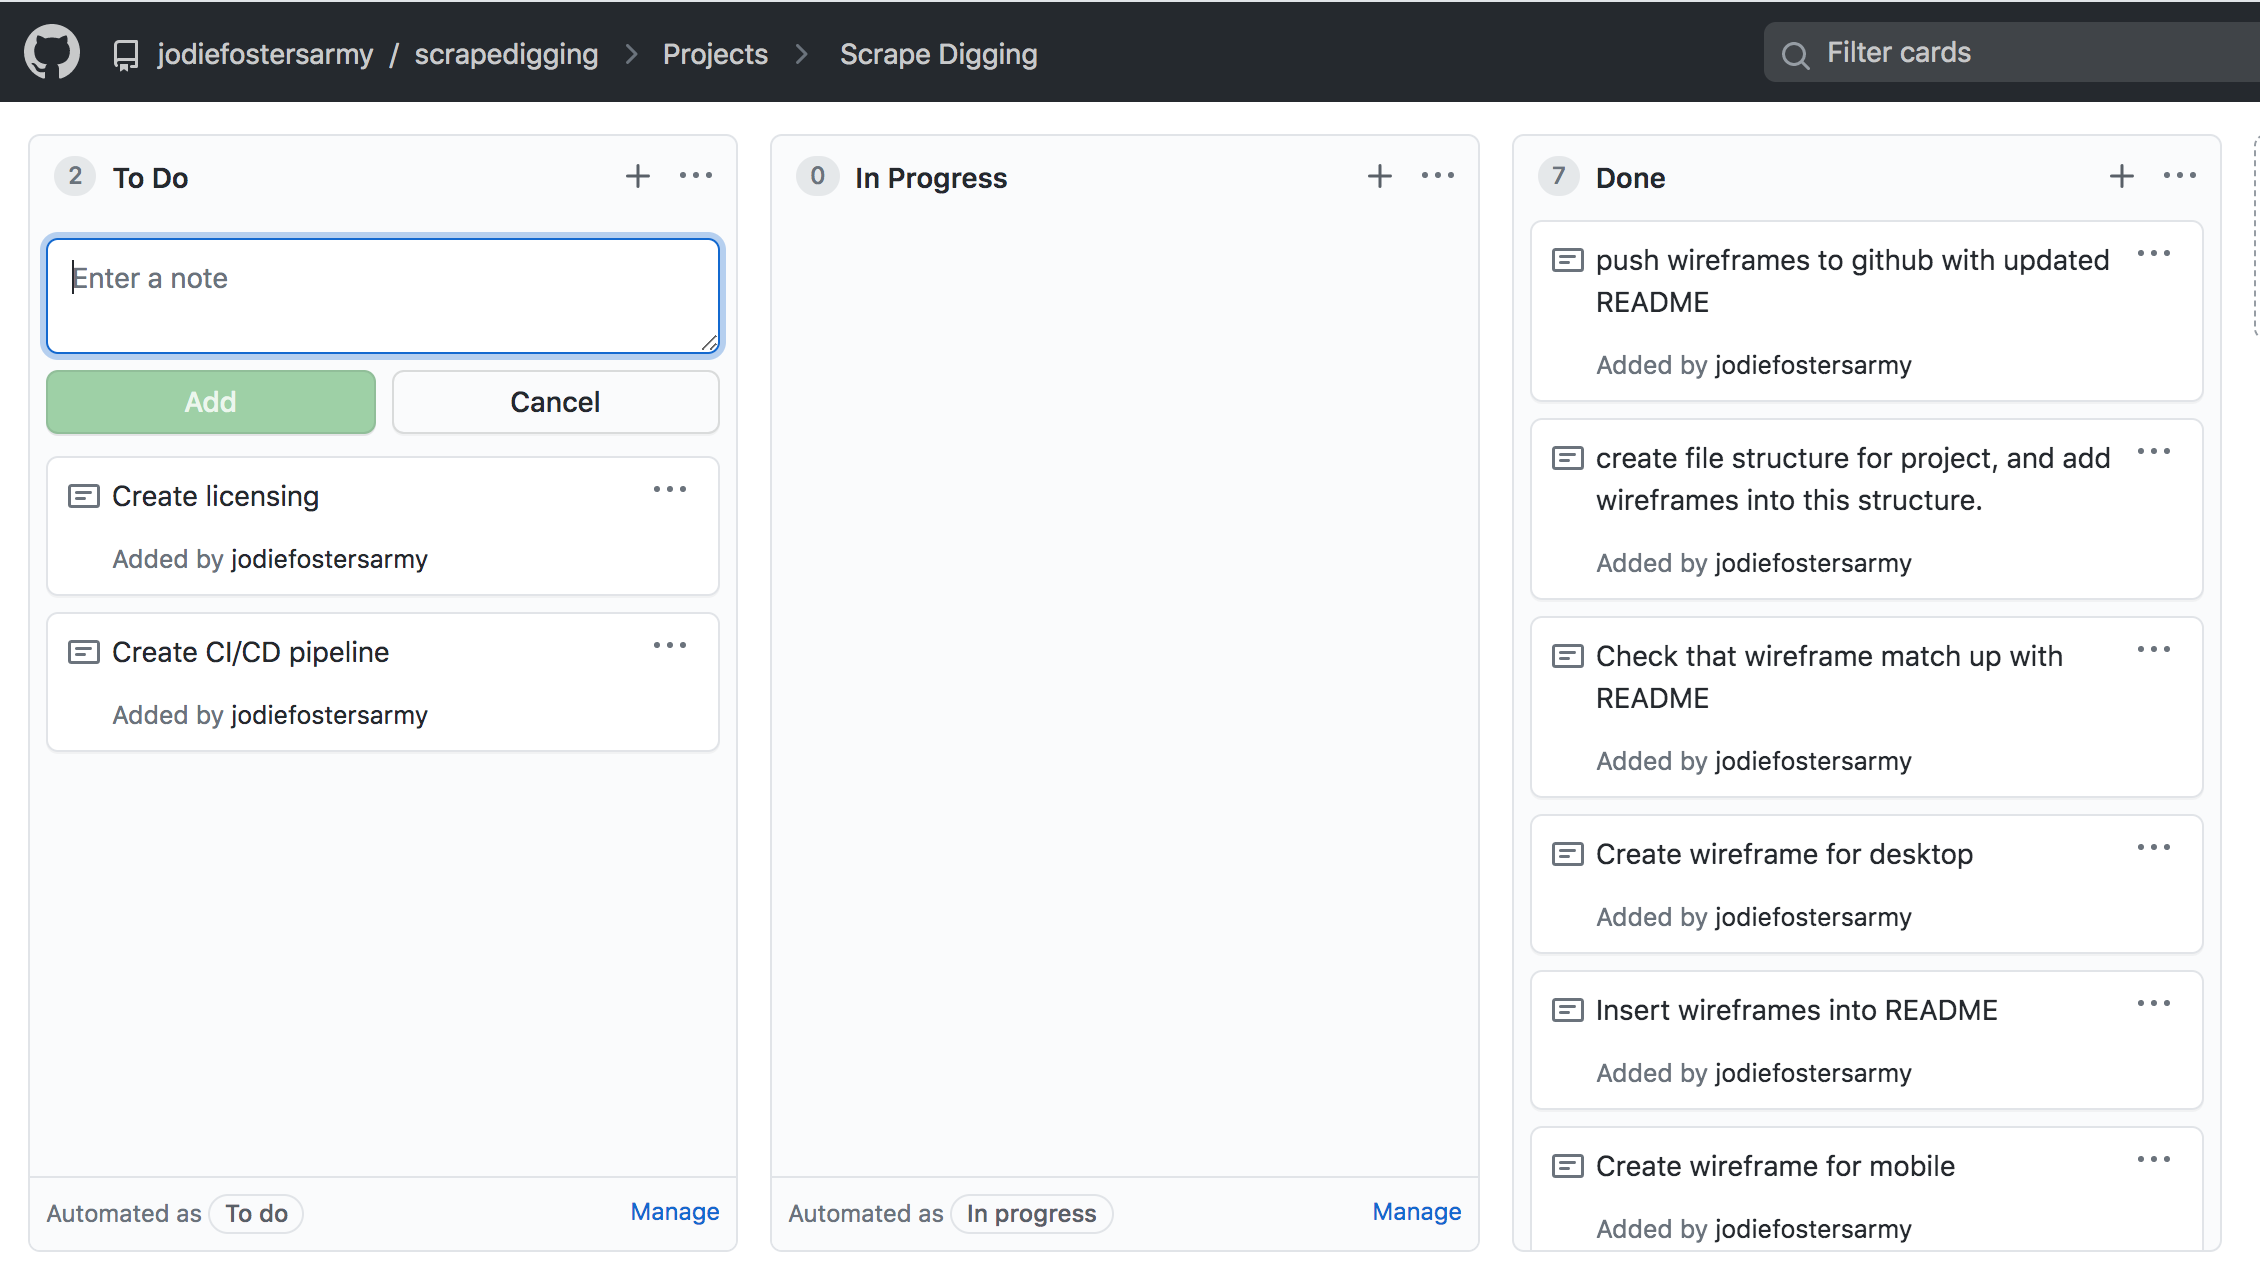 jodiefostersarmy / scrapedigging > Projects > Scrape Digging
Filter cards
2 To Do
Enter a note
Add
Cancel
Create licensing
Added by jodiefostersarmy
Create CI/CD pipeline
Added by jodiefostersarmy
Automated as To do
Manage
0 In Progress
Automated as In progress
Manage
7 Done
push wireframes to github with updated
README
Added by jodiefostersarmy
create file structure for project, and add
wireframes into this structure.
Added by jodiefostersarmy
Check that wireframe match up with
README
Added by jodiefostersarmy
Create wireframe for desktop
Added by jodiefostersarmy
Insert wireframes into README
Added by jodiefostersarmy
Create wireframe for mobile
Added by jodiefostersarmy